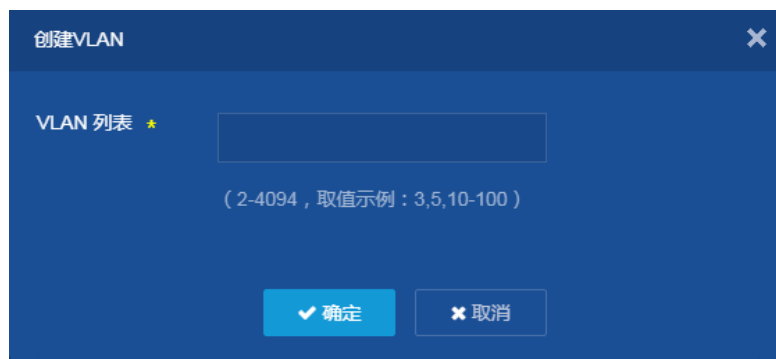 创建VLAN
VLAN 列表 *
（2-4094，取值示例：3,5,10-100）
确定 取消